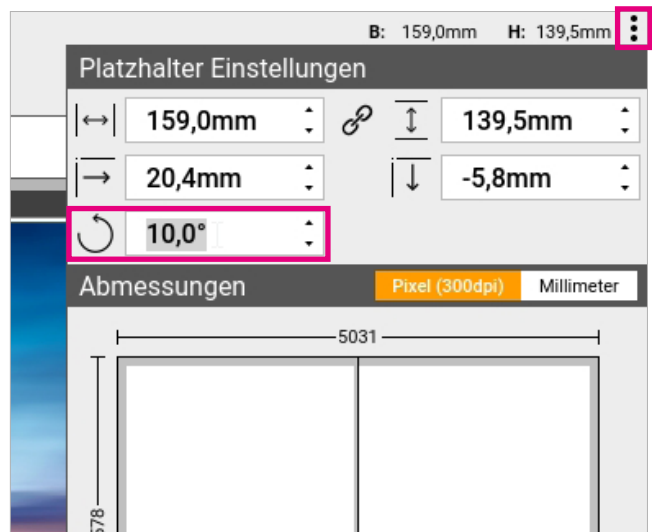 B: 159,0mm H: 139,5mm
Platzhalter Einstellungen
159,0mm 139,5mm
20,4mm -5,8mm
10,0°
Abmessungen Pixel (300dpi) Millimeter
5031